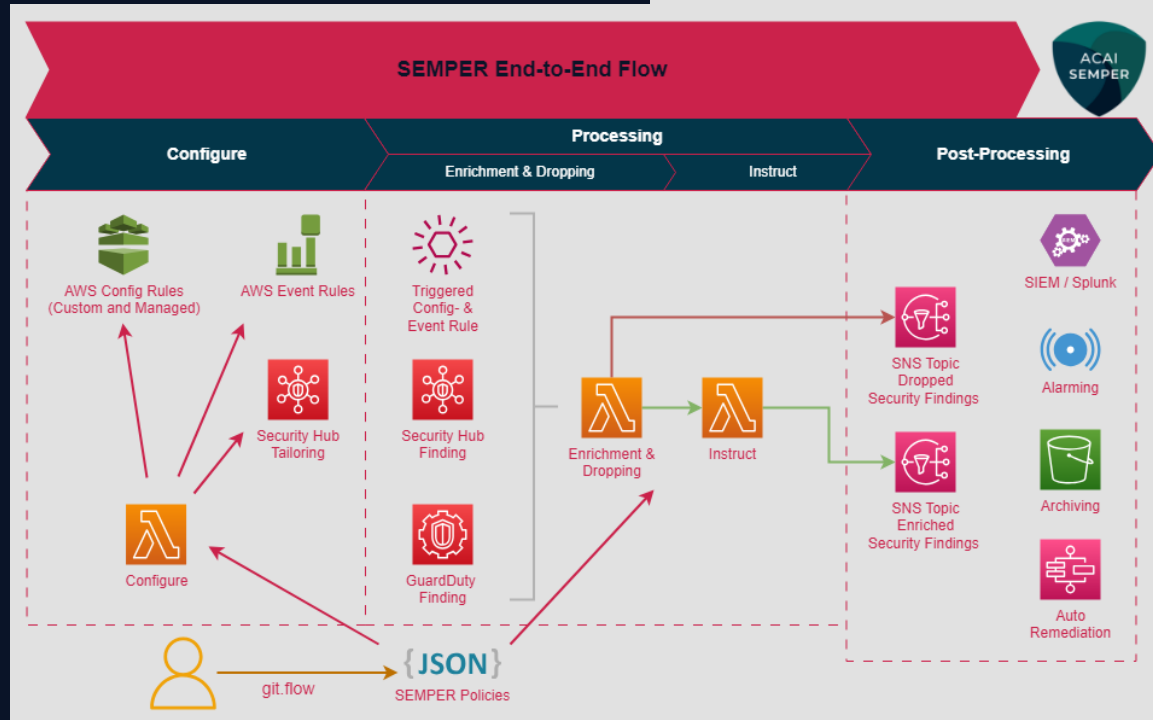 SEMPER End-to-End Flow
ACAI
SEMPER
Configure
Processing
Enrichment & Dropping
Instruct
Post-Processing
AWS Config Rules
(Custom and Managed)
AWS Event Rules
Security Hub
Tailoring
Configure
Triggered
Config- &
Event Rule
Security Hub
Finding
GuardDuty
Finding
Enrichment &
Dropping
Instruct
SNS Topic
Dropped
Security Findings
SNS Topic
Enriched
Security Findings
SIEM
SIEM / Splunk
Alarming
Archiving
Auto
Remediation
git.flow
{JSON}
SEMPER Policies